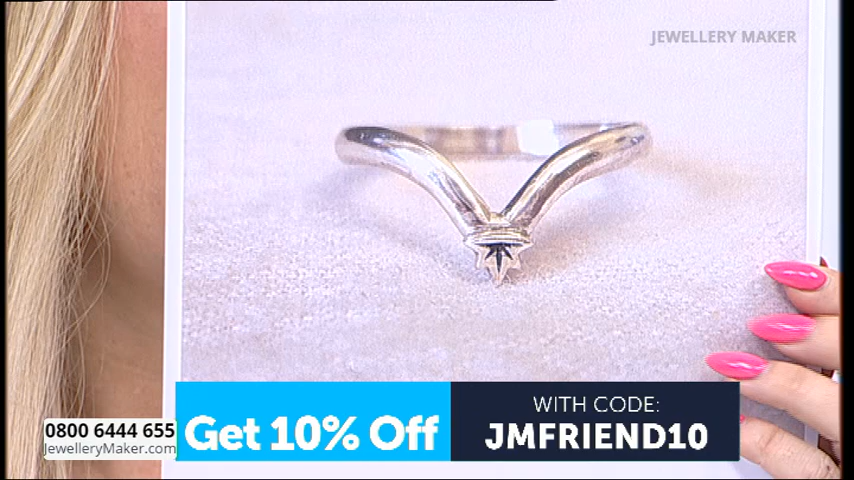 JEWELLERY MAKER
0800 6444 655
JewelleryMaker.com
Get 10% Off
WITH CODE:
JMFRIEND10